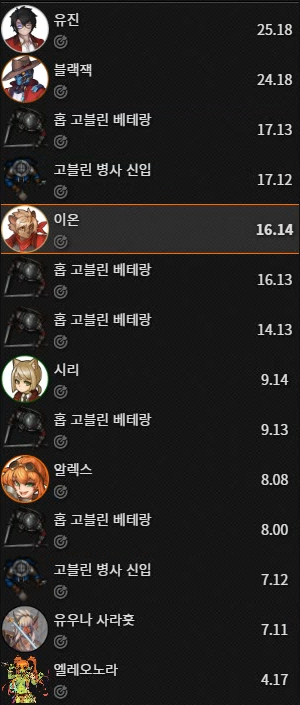 유진
25.18
블랙잭
24.18
홉 고블린 베테랑
17.13
고블린 병사 신입
17.12
이온
16.14
홉 고블린 베테랑
16.13
홉 고블린 베테랑
14.13
시리
9.14
홉 고블린 베테랑
9.13
알렉스
8.08
홉 고블린 베테랑
8.00
고블린 병사 신입
7.12
유우나 사라홋
7.11
엘레오노라
4.17